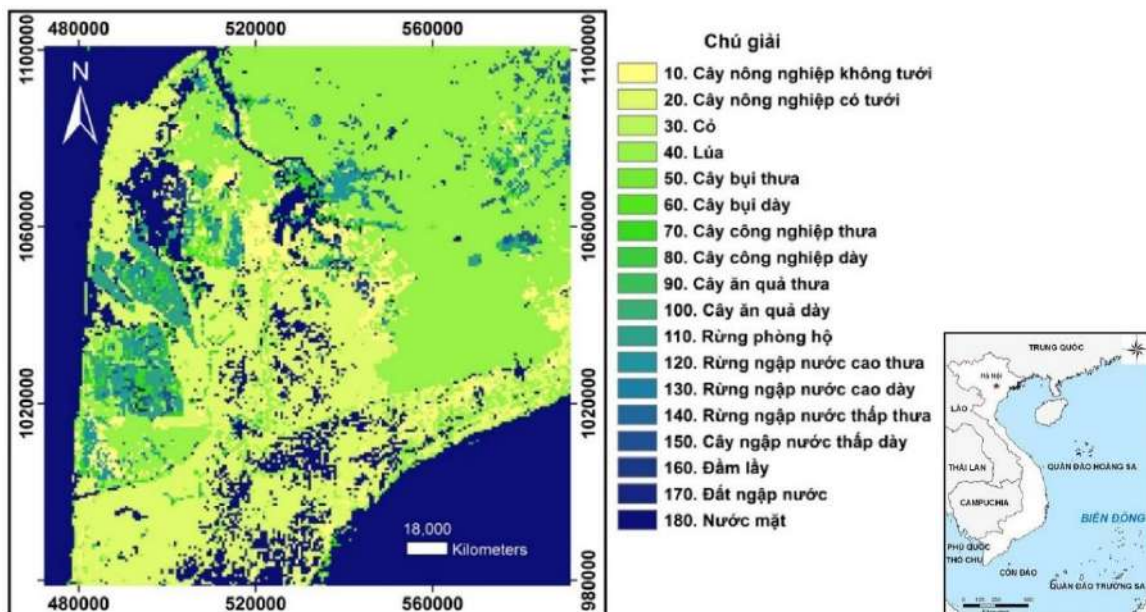 480000 520000 560000
1100000
1060000
1020000
980000
N
18,000
Kilometers
480000 520000 560000
1100000
1060000
1020000
980000
Chú giải
10. Cây nông nghiệp không tưới
20. Cây nông nghiệp có tưới
30. Cỏ
40. Lúa
50. Cây bụi thưa
60. Cây bụi dày
70. Cây công nghiệp thưa
80. Cây công nghiệp dày
90. Cây ăn quả thưa
100. Cây ăn quả dày
110. Rừng phòng hộ
120. Rừng ngập nước cao thưa
130. Rừng ngập nước cao dày
140. Rừng ngập nước thấp thưa
150. Cây ngập nước thấp dày
160. Đầm lầy
170. Đất ngập nước
180. Nước mặt
TRUNG QUỐC
Hà Nội
LÀO
THÁI LAN
QUẦN ĐẢO HOÀNG SA
CAMPUCHIA
BIỂN ĐÔNG
PHÚ QUỐC
THỔ CHU
CÔN ĐẢO
QUẦN ĐẢO TRƯỜNG SA